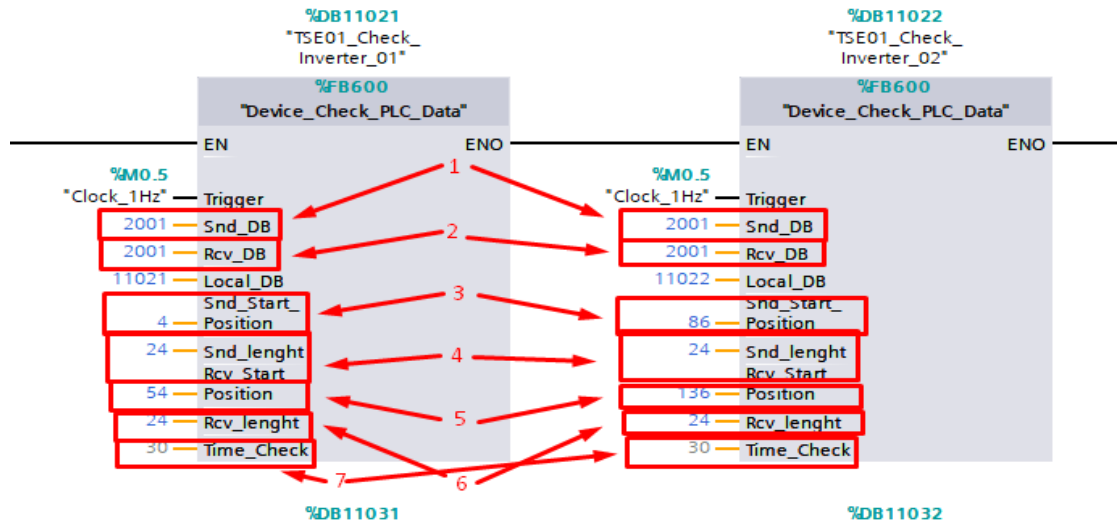 %DB11021
"TSE01_Check_
Inverter_01"
%FB600
"Device_Check_PLC_Data"
EN
ENO
%M0.5
"Clock_1Hz"
Trigger
2001
Snd_DB
2001
Rcv_DB
11021
Local_DB
Snd_Start_
4
Position
24
Snd_lenght
Rcv_Start
54
Position
24
Rcv_lenght
30
Time_Check
%DB11031
1
2
3
4
5
6
7
%DB11022
"TSE01_Check_
Inverter_02"
%FB600
"Device_Check_PLC_Data"
EN
ENO
%M0.5
"Clock_1Hz"
Trigger
2001
Snd_DB
2001
Rcv_DB
11022
Local_DB
Snd_Start_
86
Position
24
Snd_lenght
Rcv_Start
136
Position
24
Rcv_lenght
30
Time_Check
%DB11032